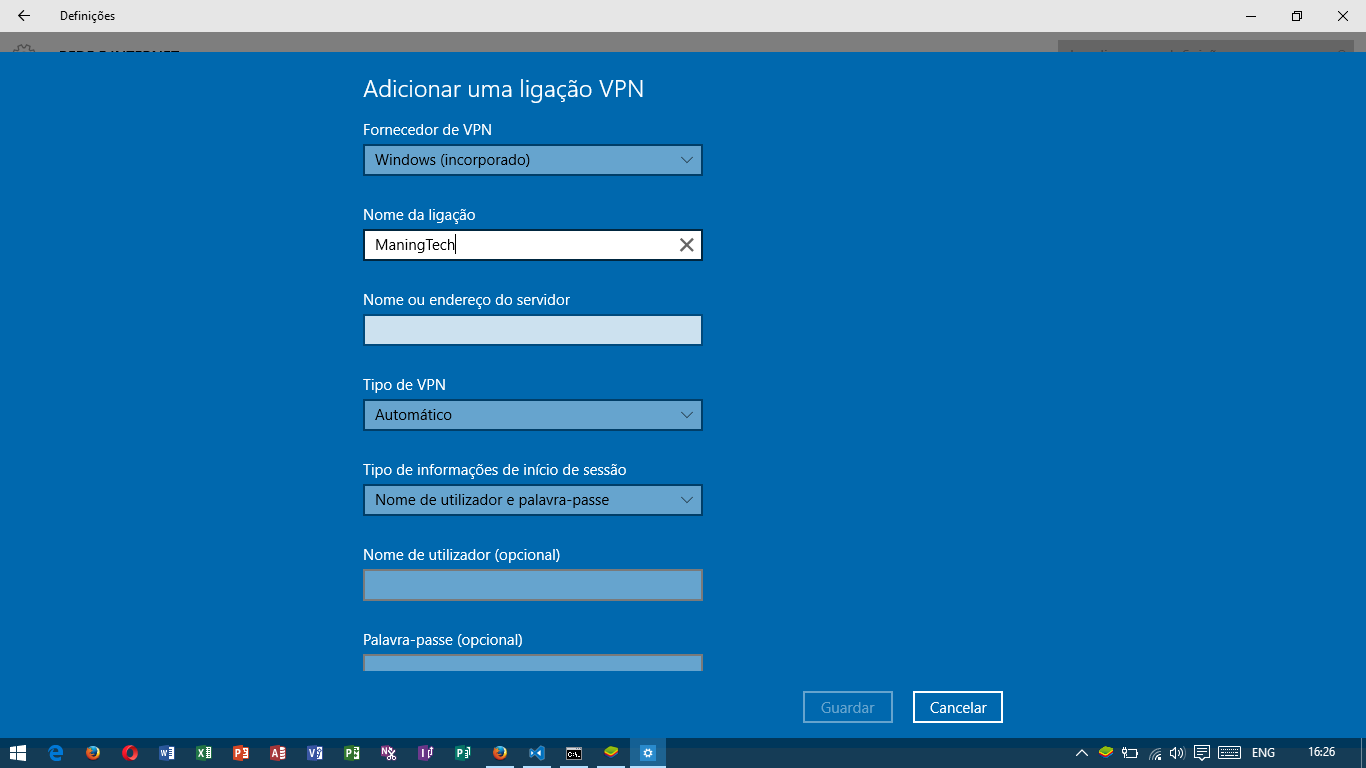 Definições
Adicionar uma ligação VPN
Fornecedor de VPN
Windows (incorporado)
Nome da ligação
ManingTech
Nome ou endereço do servidor
Tipo de VPN
Automático
Tipo de informações de início de sessão
Nome de utilizador e palavra-passe
Nome de utilizador (opcional)
Palavra-passe (opcional)
Guardar
Cancelar
ENG
16:26